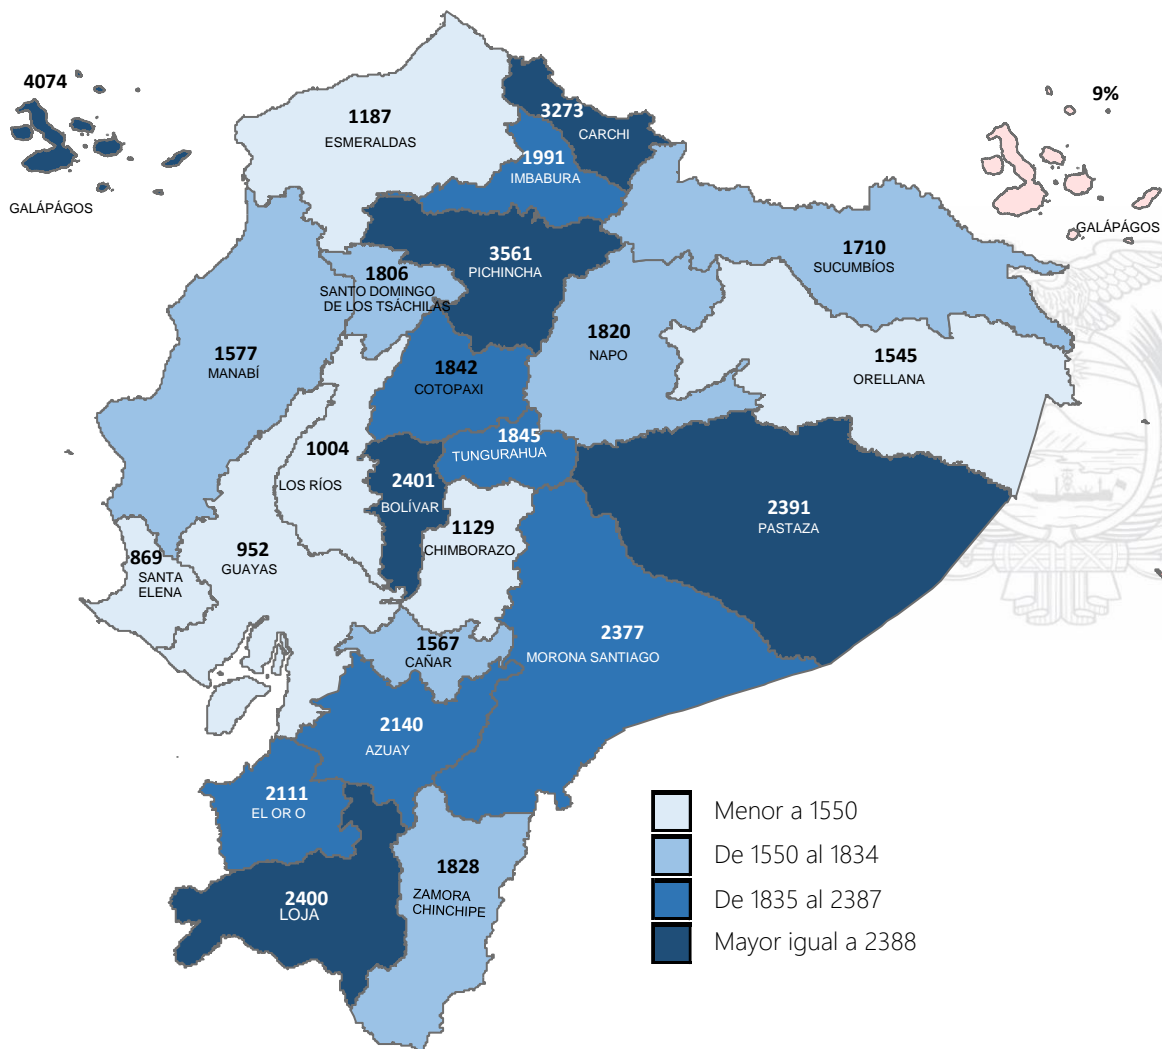 4074
GALÁPÁGOS
9%
GALÁPÁGOS
1187
ESMERALDAS
3273
CARCHI
1991
IMBABURA
3561
PICHINCHA
1710
SUCUMBÍOS
1806
SANTO DOMINGO
DE LOS TSÁCHILAS
1820
NAPO
1545
ORELLANA
1577
MANABÍ
1842
COTOPAXI
1845
TUNGURAHUA
1004
LOS RÍOS
2401
BOLÍVAR
1129
CHIMBORAZO
2391
PASTAZA
869
SANTA
ELENA
952
GUAYAS
1567
CAÑAR
2377
MORONA SANTIAGO
2140
AZUAY
2111
EL OR O
2400
LOJA
1828
ZAMORA
CHINCHIPE
Menor a 1550
De 1550 al 1834
De 1835 al 2387
Mayor igual a 2388